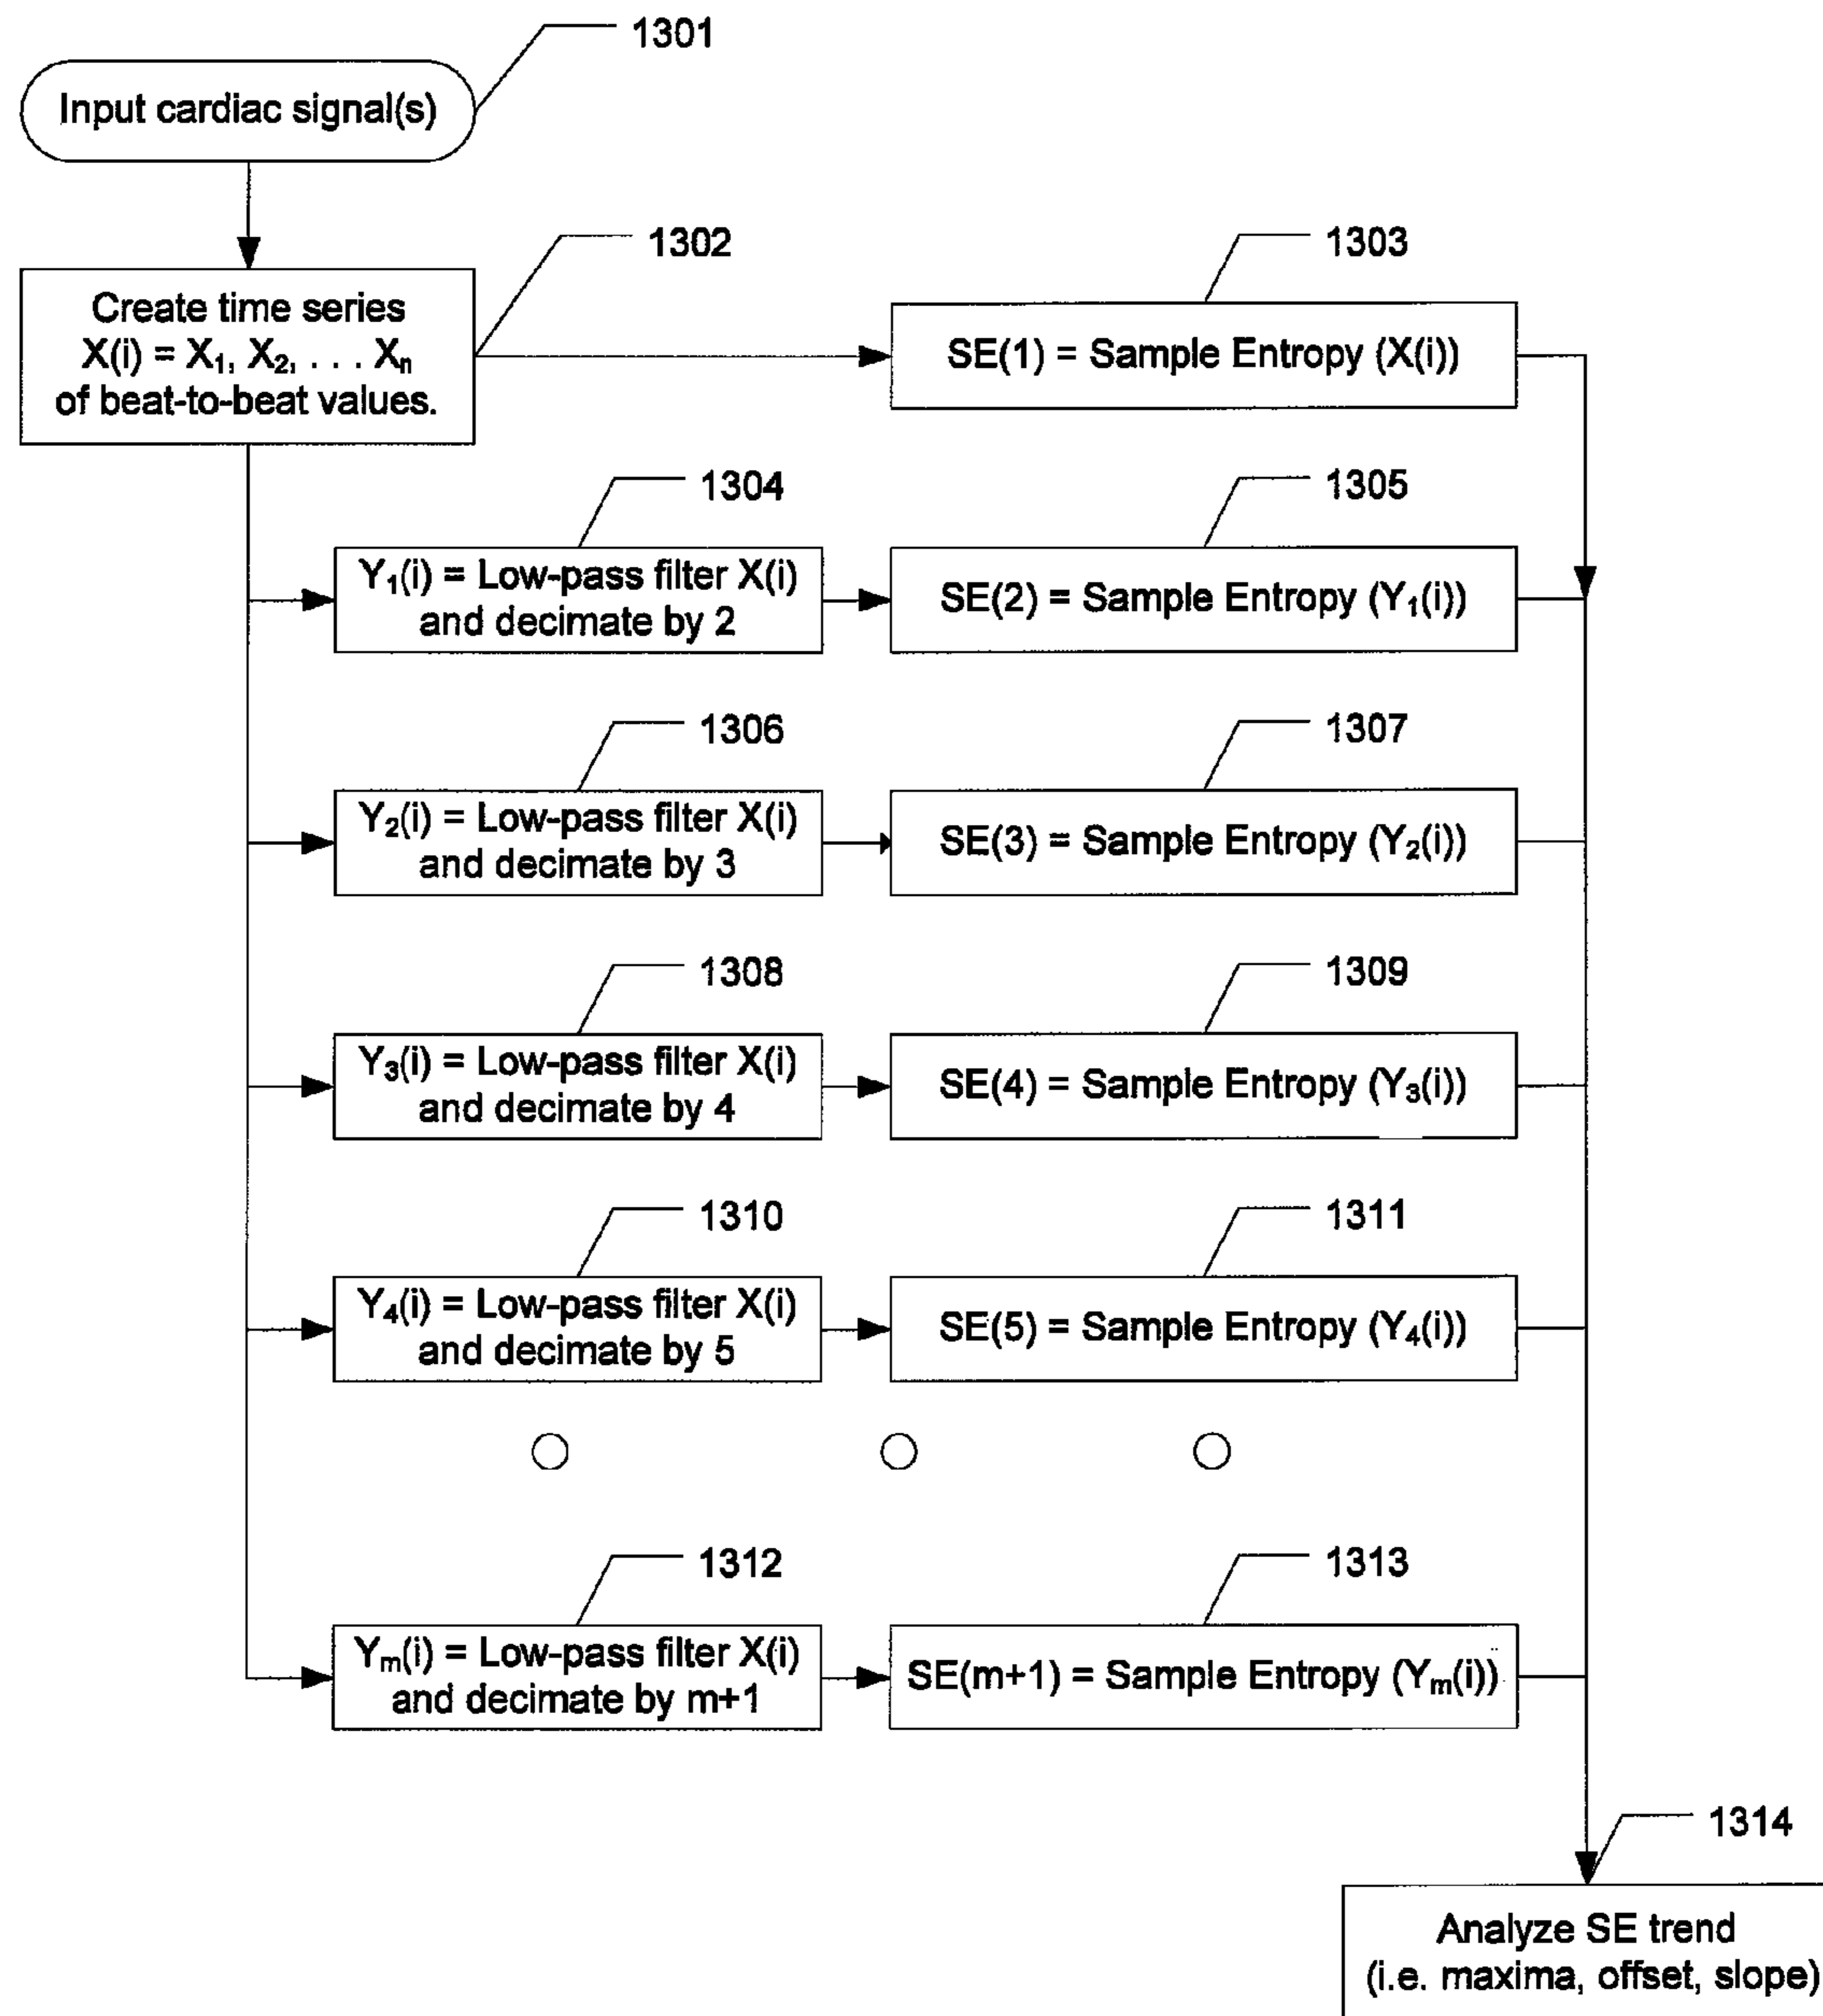 1301
Input cardiac signal(s)
1302
Create time series
X(i) = X₁, X₂, . . . Xₙ
of beat-to-beat values.
1303
SE(1) = Sample Entropy (X(i))
1304
Y₁(i) = Low-pass filter X(i)
and decimate by 2
1305
SE(2) = Sample Entropy (Y₁(i))
1306
Y₂(i) = Low-pass filter X(i)
and decimate by 3
1307
SE(3) = Sample Entropy (Y₂(i))
1308
Y₃(i) = Low-pass filter X(i)
and decimate by 4
1309
SE(4) = Sample Entropy (Y₃(i))
1310
Y₄(i) = Low-pass filter X(i)
and decimate by 5
1311
SE(5) = Sample Entropy (Y₄(i))
1312
Yₘ(i) = Low-pass filter X(i)
and decimate by m+1
1313
SE(m+1) = Sample Entropy (Yₘ(i))
1314
Analyze SE trend
(i.e. maxima, offset, slope)